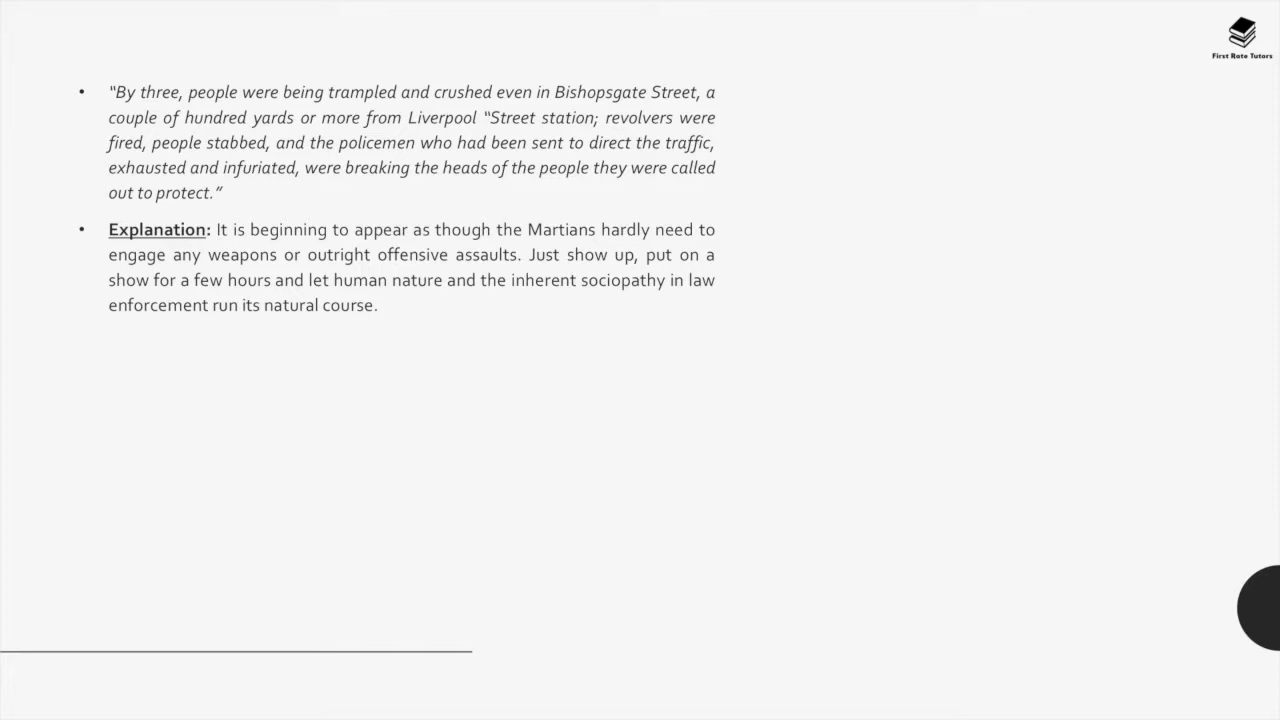 First Rate Tutors
• “By three, people were being trampled and crushed even in Bishopsgate Street, a
couple of hundred yards or more from Liverpool “Street station; revolvers were
fired, people stabbed, and the policemen who had been sent to direct the traffic,
exhausted and infuriated, were breaking the heads of the people they were called
out to protect.”
• Explanation: It is beginning to appear as though the Martians hardly need to
engage any weapons or outright offensive assaults. Just show up, put on a
show for a few hours and let human nature and the inherent sociopathy in law
enforcement run its natural course.